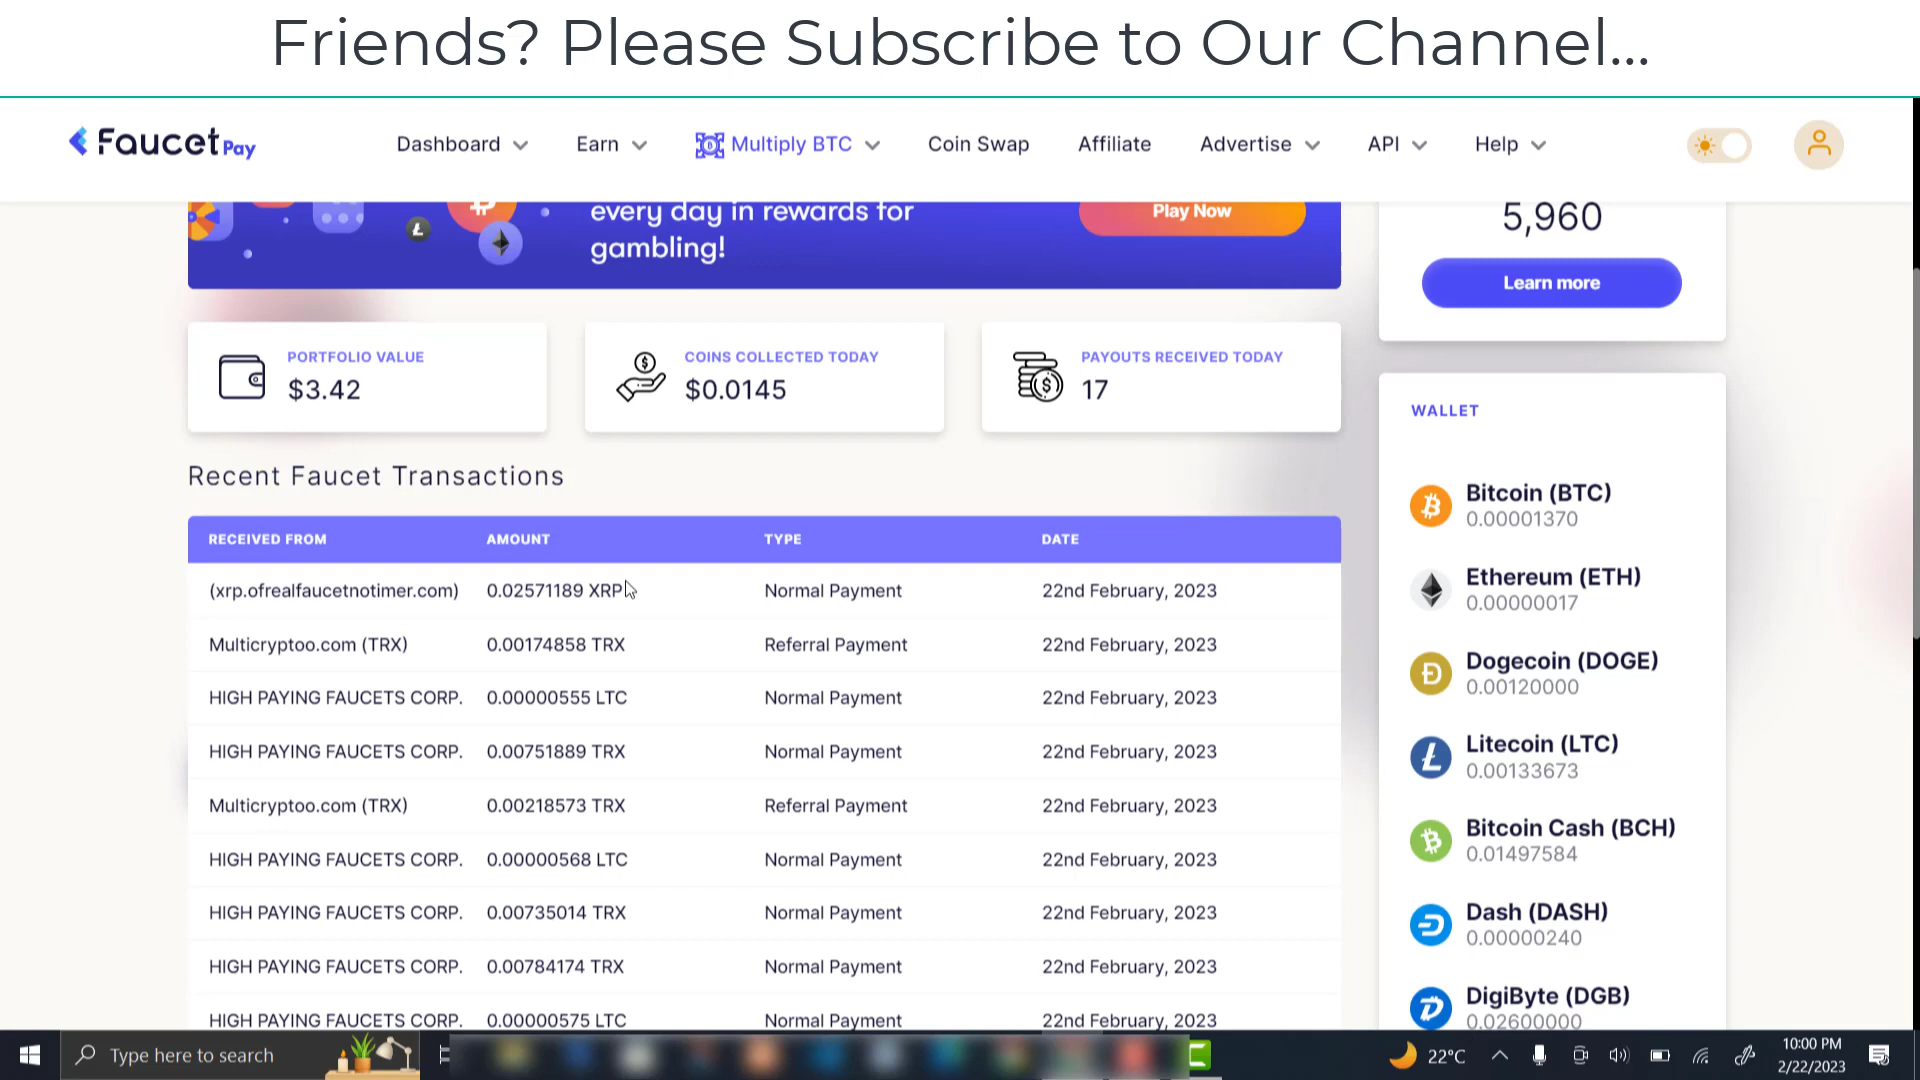 Friends? Please Subscribe to Our Channel...
FaucetPay
Dashboard Earn Multiply BTC Coin Swap Affiliate Advertise API Help
every day in rewards for
gambling!
Play Now
5,960
Learn more
PORTFOLIO VALUE
$3.42
COINS COLLECTED TODAY
$0.0145
PAYOUTS RECEIVED TODAY
17
Recent Faucet Transactions
RECEIVED FROM AMOUNT TYPE DATE
(xrp.ofrealfaucetnotimer.com) 0.02571189 XRP Normal Payment 22nd February, 2023
Multicryptoo.com (TRX) 0.00174858 TRX Referral Payment 22nd February, 2023
HIGH PAYING FAUCETS CORP. 0.00000555 LTC Normal Payment 22nd February, 2023
HIGH PAYING FAUCETS CORP. 0.00751889 TRX Normal Payment 22nd February, 2023
Multicryptoo.com (TRX) 0.00218573 TRX Referral Payment 22nd February, 2023
HIGH PAYING FAUCETS CORP. 0.00000568 LTC Normal Payment 22nd February, 2023
HIGH PAYING FAUCETS CORP. 0.00735014 TRX Normal Payment 22nd February, 2023
HIGH PAYING FAUCETS CORP. 0.00784174 TRX Normal Payment 22nd February, 2023
HIGH PAYING FAUCETS CORP. 0.00000575 LTC Normal Payment 22nd February, 2023
WALLET
Bitcoin (BTC)
0.00001370
Ethereum (ETH)
0.00000017
Dogecoin (DOGE)
0.00120000
Litecoin (LTC)
0.00133673
Bitcoin Cash (BCH)
0.01497584
Dash (DASH)
0.00000240
DigiByte (DGB)
0.02600000
Type here to search
22°C
10:00 PM
2/22/2023